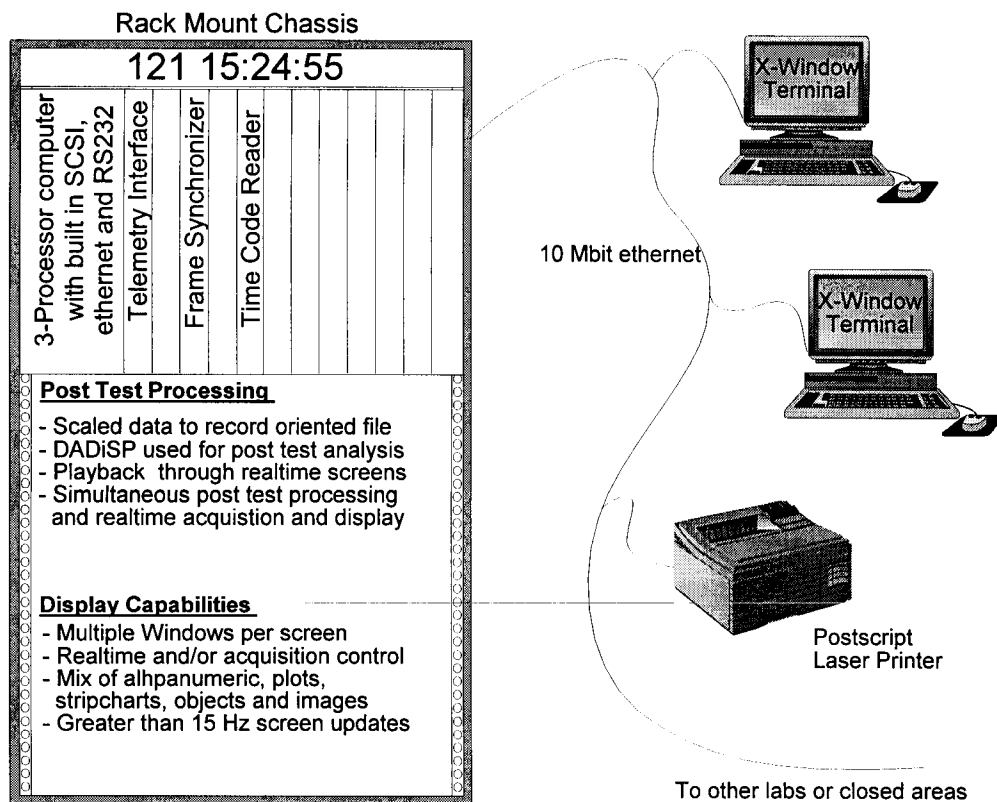 Rack Mount Chassis
121 15:24:55
3-Processor computer
with built in SCSI,
ethernet and RS232
Telemetry Interface
Frame Synchronizer
Time Code Reader
Post Test Processing
- Scaled data to record oriented file
- DADiSP used for post test analysis
- Playback through realtime screens
- Simultaneous post test processing
and realtime acquistion and display
Display Capabilities
- Multiple Windows per screen
- Realtime and/or acquisition control
- Mix of alhpanumeric, plots,
stripcharts, objects and images
- Greater than 15 Hz screen updates
X-Window
Terminal
10 Mbit ethernet
X-Window
Terminal
Postscript
Laser Printer
To other labs or closed areas